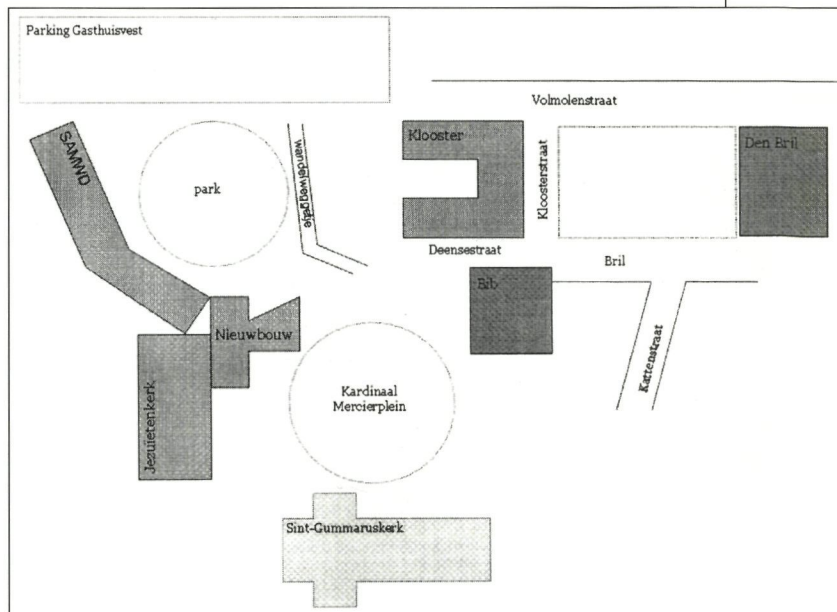 Parking Gasthuisvest
Volmolenstraat
SAMWD
park
wandelweggetje
Klooster
Kloosterstraat
Den Bril
Deensestraat
Bril
Bib
Nieuwbouw
Kattenstraat
Kardinaal
Mercierplein
Jezuïetenkerk
Sint-Gummaruskerk